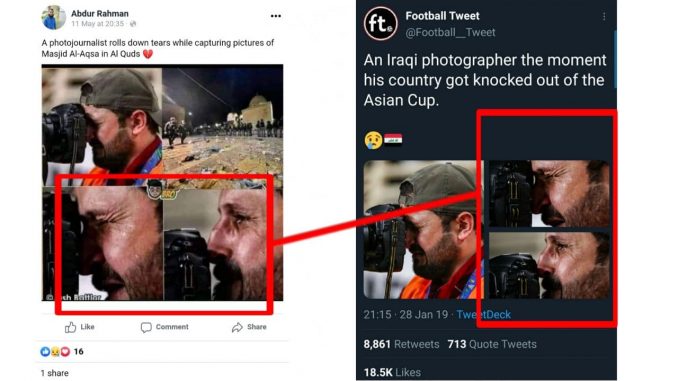 Abdur Rahman
11 May at 20:35
A photojournalist rolls down tears while capturing pictures of
Masjid Al-Aqsa in Al Quds 💔
Like
Comment
Share
16
1 share
ft.
Football Tweet
@Football__Tweet
An Iraqi photographer the moment
his country got knocked out of the
Asian Cup.
😢🇮🇶
21:15 · 28 Jan 19 · TweetDeck
8,861 Retweets 713 Quote Tweets
18.5K Likes